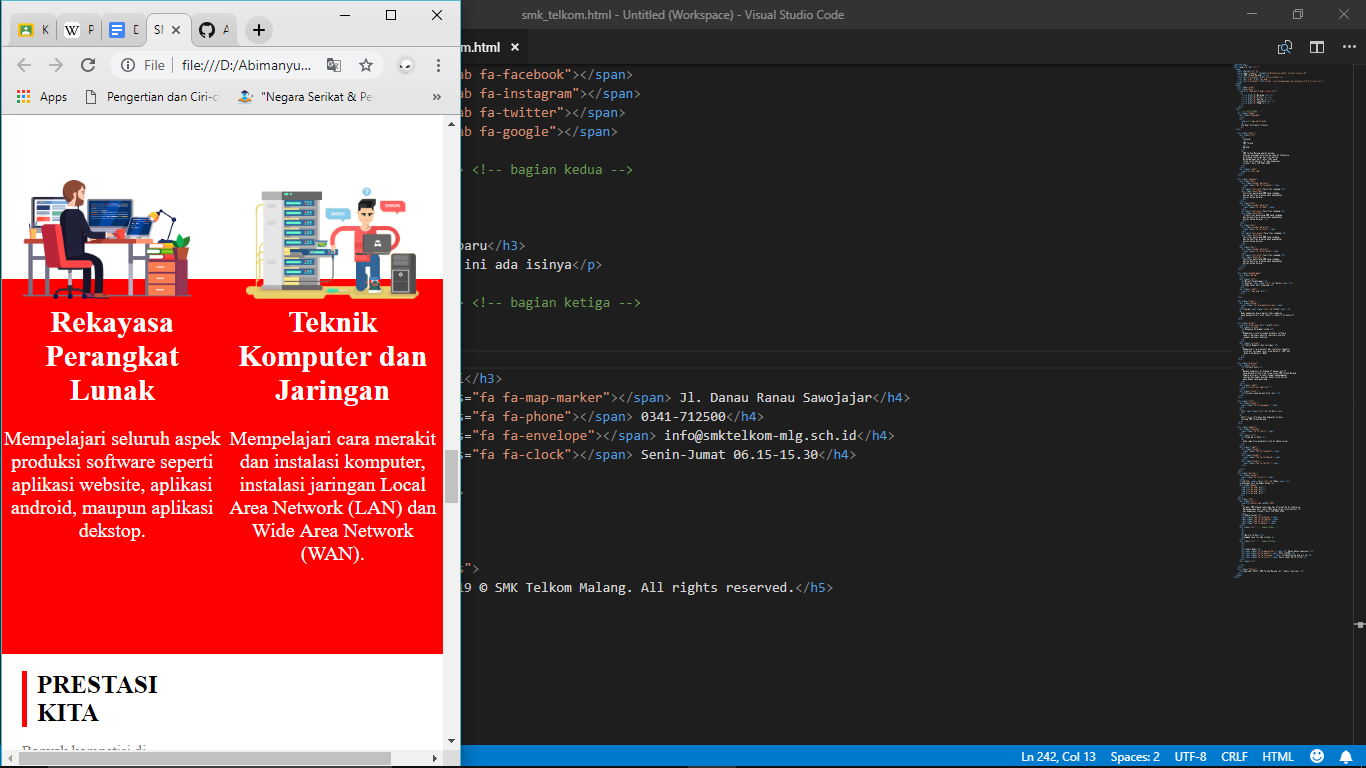 smk_telkom.html - Untitled (Workspace) - Visual Studio Code
K
W
P
D
A
File
file:///D:/Abimanyu...
Apps
Pengertian dan Ciri-c
"Negara Serikat & Pe
»
Rekayasa
Perangkat
Lunak
Mempelajari seluruh aspek
produksi software seperti
aplikasi website, aplikasi
android, maupun aplikasi
dekstop.
ERROR
Teknik
Komputer dan
Jaringan
Mempelajari cara merakit
dan instalasi komputer,
instalasi jaringan Local
Area Network (LAN) dan
Wide Area Network
(WAN).
PRESTASI
KITA
m.html
ab fa-facebook"></span>
ab fa-instagram"></span>
ab fa-twitter"></span>
ab fa-google"></span>
<!-- bagian kedua -->
baru</h3>
ini ada isinya</p>
<!-- bagian ketiga -->
</h3>
="fa fa-map-marker"></span> Jl. Danau Ranau Sawojajar</h4>
="fa fa-phone"></span> 0341-712500</h4>
="fa fa-envelope"></span> info@smktelkom-mlg.sch.id</h4>
="fa fa-clock"></span> Senin-Jumat 06.15-15.30</h4>
">
19 © SMK Telkom Malang. All rights reserved.</h5>
Ln 242, Col 13
Spaces: 2
UTF-8
CRLF
HTML